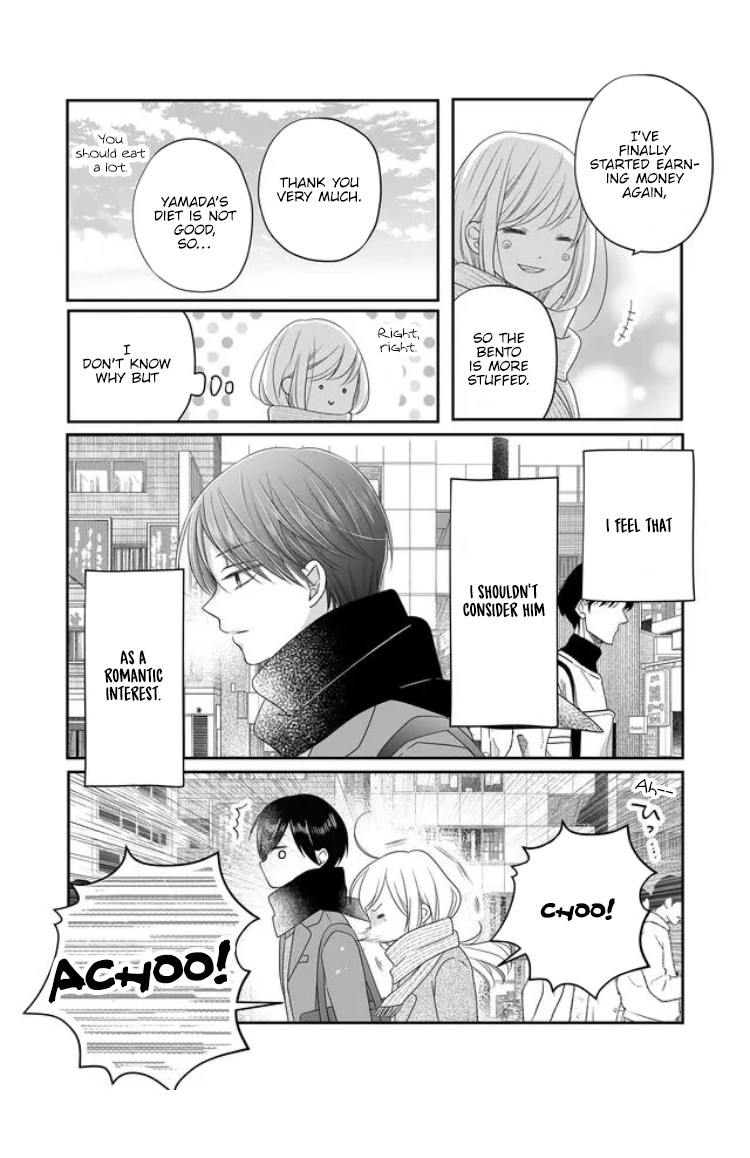 I'VE
FINALLY
STARTED EARN-
ING MONEY
AGAIN,
SO THE
BENTO
IS MORE
STUFFED.
THANK YOU
VERY MUCH.
YAMADA'S
DIET IS NOT
GOOD,
SO...
You
should eat
a lot.
Right,
right.
I
DON'T KNOW
WHY BUT
I FEEL THAT
I SHOULDN'T
CONSIDER HIM
AS A
ROMANTIC
INTEREST.
Ah--
ひっ...
CHOO!
ACHOO!